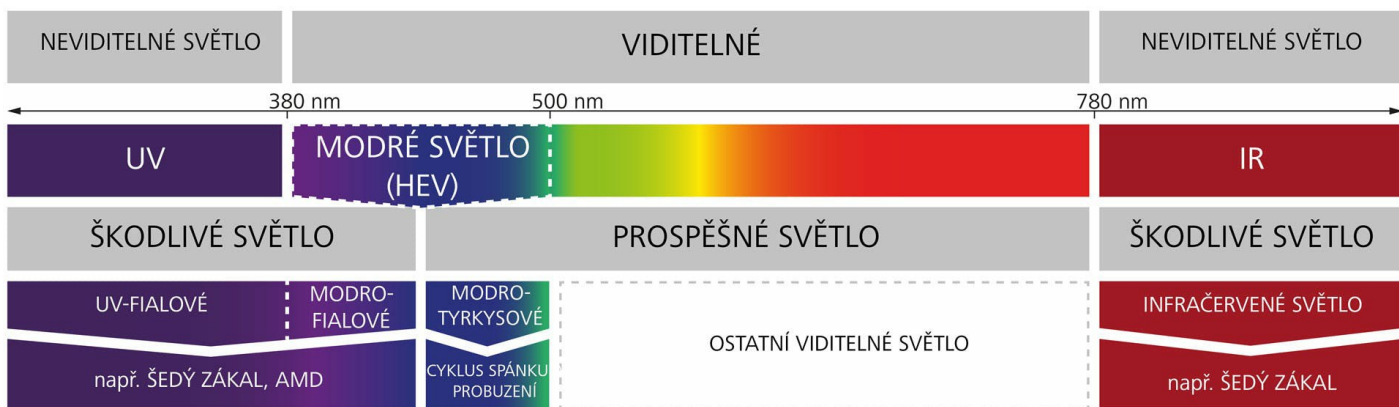 NEVIDITELNÉ SVĚTLO
VIDITELNÉ
NEVIDITELNÉ SVĚTLO
380 nm
500 nm
780 nm
UV
MODRÉ SVĚTLO
(HEV)
IR
ŠKODLIVÉ SVĚTLO
PROSPĚŠNÉ SVĚTLO
ŠKODLIVÉ SVĚTLO
UV-FIALOVÉ
MODRO-
FIALOVÉ
MODRO-
TYRKYSOVÉ
OSTATNÍ VIDITELNÉ SVĚTLO
INFRAČERVENÉ SVĚTLO
např. ŠEDÝ ZÁKAL, AMD
CYKLUS SPÁNKU
PROBUZENÍ
např. ŠEDÝ ZÁKAL